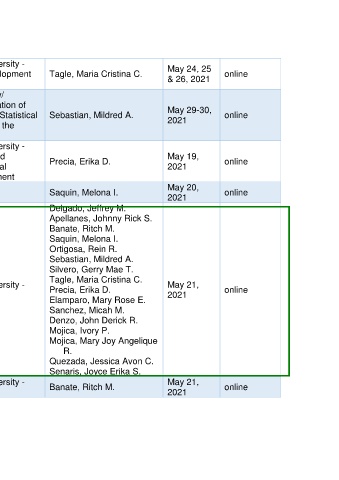 ersity -
lopment
Tagle, Maria Cristina C.
May 24, 25
& 26, 2021
online
y/
ation of
Statistical
the
Sebastian, Mildred A.
May 29-30,
2021
online
ersity -
d
al
ment
Precia, Erika D.
May 19,
2021
online
Saquin, Melona I.
May 20,
2021
online
ersity -
Delgado, Jeffrey M.
Apellanes, Johnny Rick S.
Banate, Ritch M.
Saquin, Melona I.
Ortigosa, Rein R.
Sebastian, Mildred A.
Silvero, Gerry Mae T.
Tagle, Maria Cristina C.
Precia, Erika D.
Elamparo, Mary Rose E.
Sanchez, Micah M.
Denzo, John Derick R.
Mojica, Ivory P.
Mojica, Mary Joy Angelique
R.
Quezada, Jessica Avon C.
Senaris, Joyce Erika S.
May 21,
2021
online
ersity -
Banate, Ritch M.
May 21,
2021
online